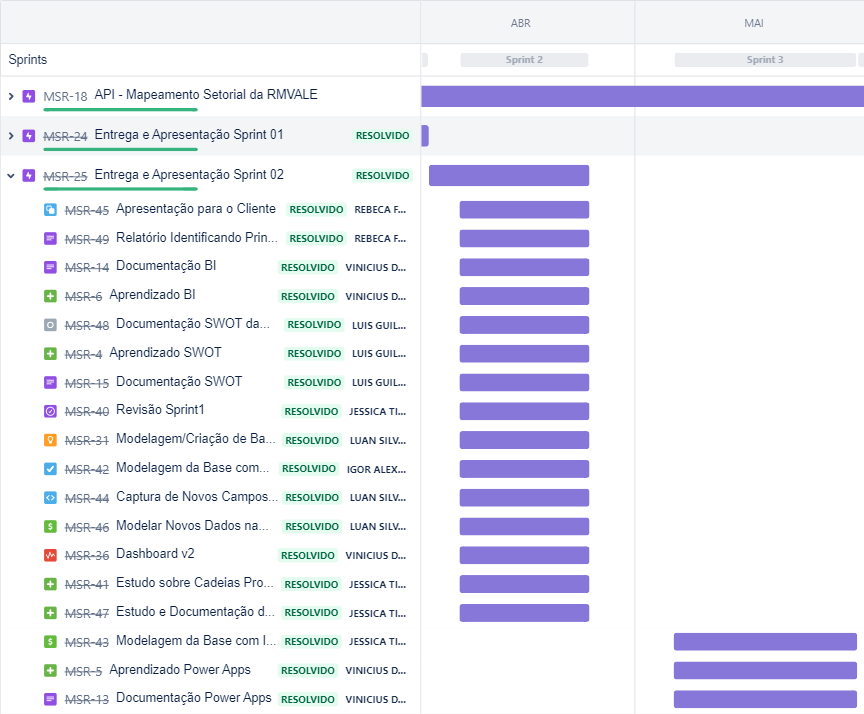 ABR MAI
Sprints Sprint 2 Sprint 3
MSR-18 API - Mapeamento Setorial da RMVALE
MSR-24 Entrega e Apresentação Sprint 01 RESOLVIDO
MSR-25 Entrega e Apresentação Sprint 02 RESOLVIDO
MSR-45 Apresentação para o Cliente RESOLVIDO REBECA F...
MSR-49 Relatório Identificando Prin... RESOLVIDO REBECA F...
MSR-14 Documentação BI RESOLVIDO VINICIUS D...
MSR-6 Aprendizado BI RESOLVIDO VINICIUS D...
MSR-48 Documentação SWOT da... RESOLVIDO LUIS GUIL...
MSR-4 Aprendizado SWOT RESOLVIDO LUIS GUIL...
MSR-15 Documentação SWOT RESOLVIDO LUIS GUIL...
MSR-40 Revisão Sprint1 RESOLVIDO JESSICA TI...
MSR-31 Modelagem/Criação de Ba... RESOLVIDO LUAN SILV...
MSR-42 Modelagem da Base com... RESOLVIDO IGOR ALEX...
MSR-44 Captura de Novos Campos... RESOLVIDO LUAN SILV...
MSR-46 Modelar Novos Dados na... RESOLVIDO LUAN SILV...
MSR-36 Dashboard v2 RESOLVIDO VINICIUS D...
MSR-41 Estudo sobre Cadeias Pro... RESOLVIDO JESSICA TI...
MSR-47 Estudo e Documentação d... RESOLVIDO JESSICA TI...
MSR-43 Modelagem da Base com I... RESOLVIDO JESSICA TI...
MSR-5 Aprendizado Power Apps RESOLVIDO VINICIUS D...
MSR-13 Documentação Power Apps RESOLVIDO VINICIUS D...